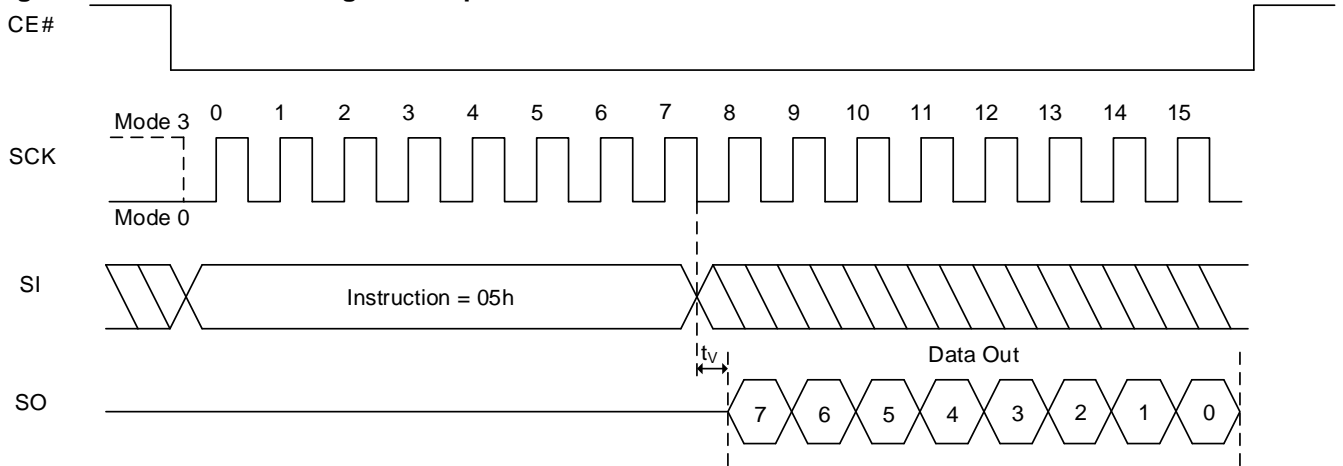 CE#
Mode 3
0 1 2 3 4 5 6 7 8 9 10 11 12 13 14 15
SCK
Mode 0
SI
Instruction = 05h
tV
Data Out
SO
7 6 5 4 3 2 1 0